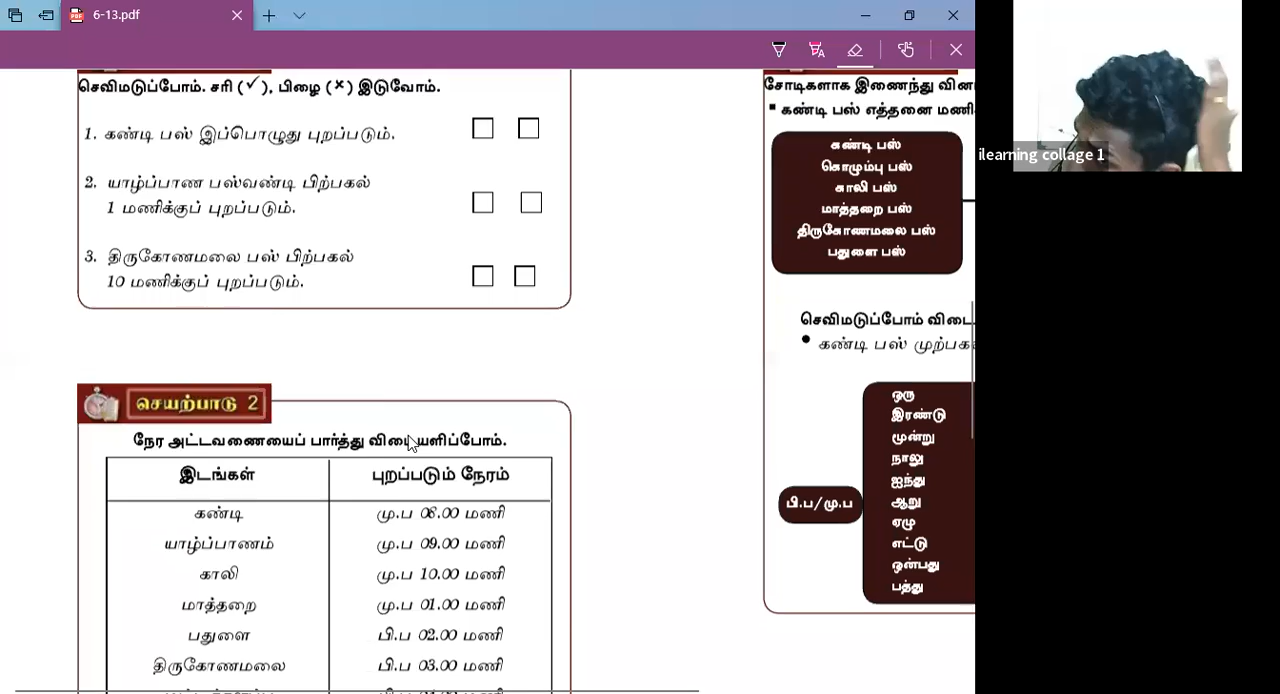 6-13.pdf
செவிமடுப்போம். சரி (✓), பிழை (×) இடுவோம்.
1. கண்டி பஸ் இப்பொழுது புறப்படும்.
2. யாழ்ப்பாண பஸ்வண்டி பிற்பகல்
1 மணிக்குப் புறப்படும்.
3. திருகோணமலை பஸ் பிற்பகல்
10 மணிக்குப் புறப்படும்.
செயற்பாடு 2
நேர அட்டவணையைப் பார்த்து விடையளிப்போம்.
இடங்கள் புறப்படும் நேரம்
கண்டி மு.ப 06.00 மணி
யாழ்ப்பாணம் மு.ப 09.00 மணி
காலி மு.ப 10.00 மணி
மாத்தறை மு.ப 01.00 மணி
பதுளை பி.ப 02.00 மணி
திருகோணமலை பி.ப 03.00 மணி
சோடிகளாக இணைந்து
▪ கண்டி பஸ் எத்தனை மணி
கண்டி பஸ்
கொழும்பு பஸ்
காலி பஸ்
மாத்தறை பஸ்
திருகோணமலை பஸ்
பதுளை பஸ்
செவிமடுப்போம்
● கண்டி பஸ்
பி.ப/மு.ப
ஒரு
இரண்டு
மூன்று
நாலு
ஐந்து
ஆறு
ஏழு
எட்டு
ஒன்பது
பத்து
ilearning collage 1